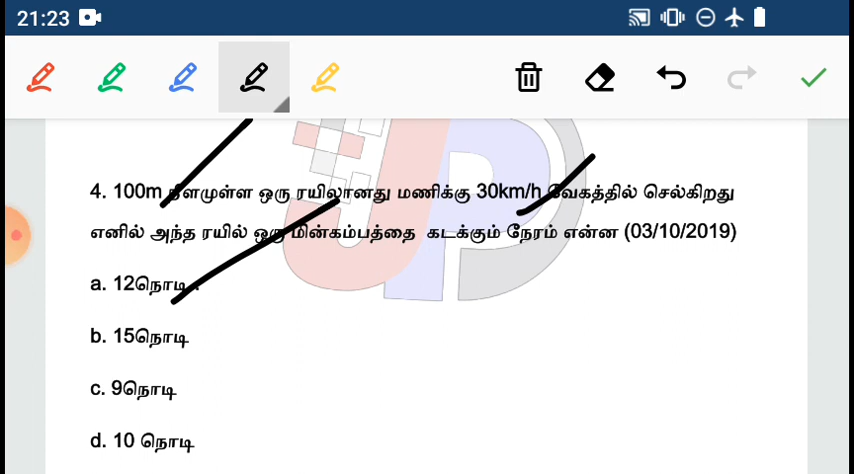 21:23
4. 100m நீளமுள்ள ஒரு ரயிலானது மணிக்கு 30km/h வேகத்தில் செல்கிறது
எனில் அந்த ரயில் ஒரு மின்கம்பத்தை கடக்கும் நேரம் என்ன (03/10/2019)
a. 12நொடி .
b. 15நொடி
c. 9நொடி
d. 10 நொடி